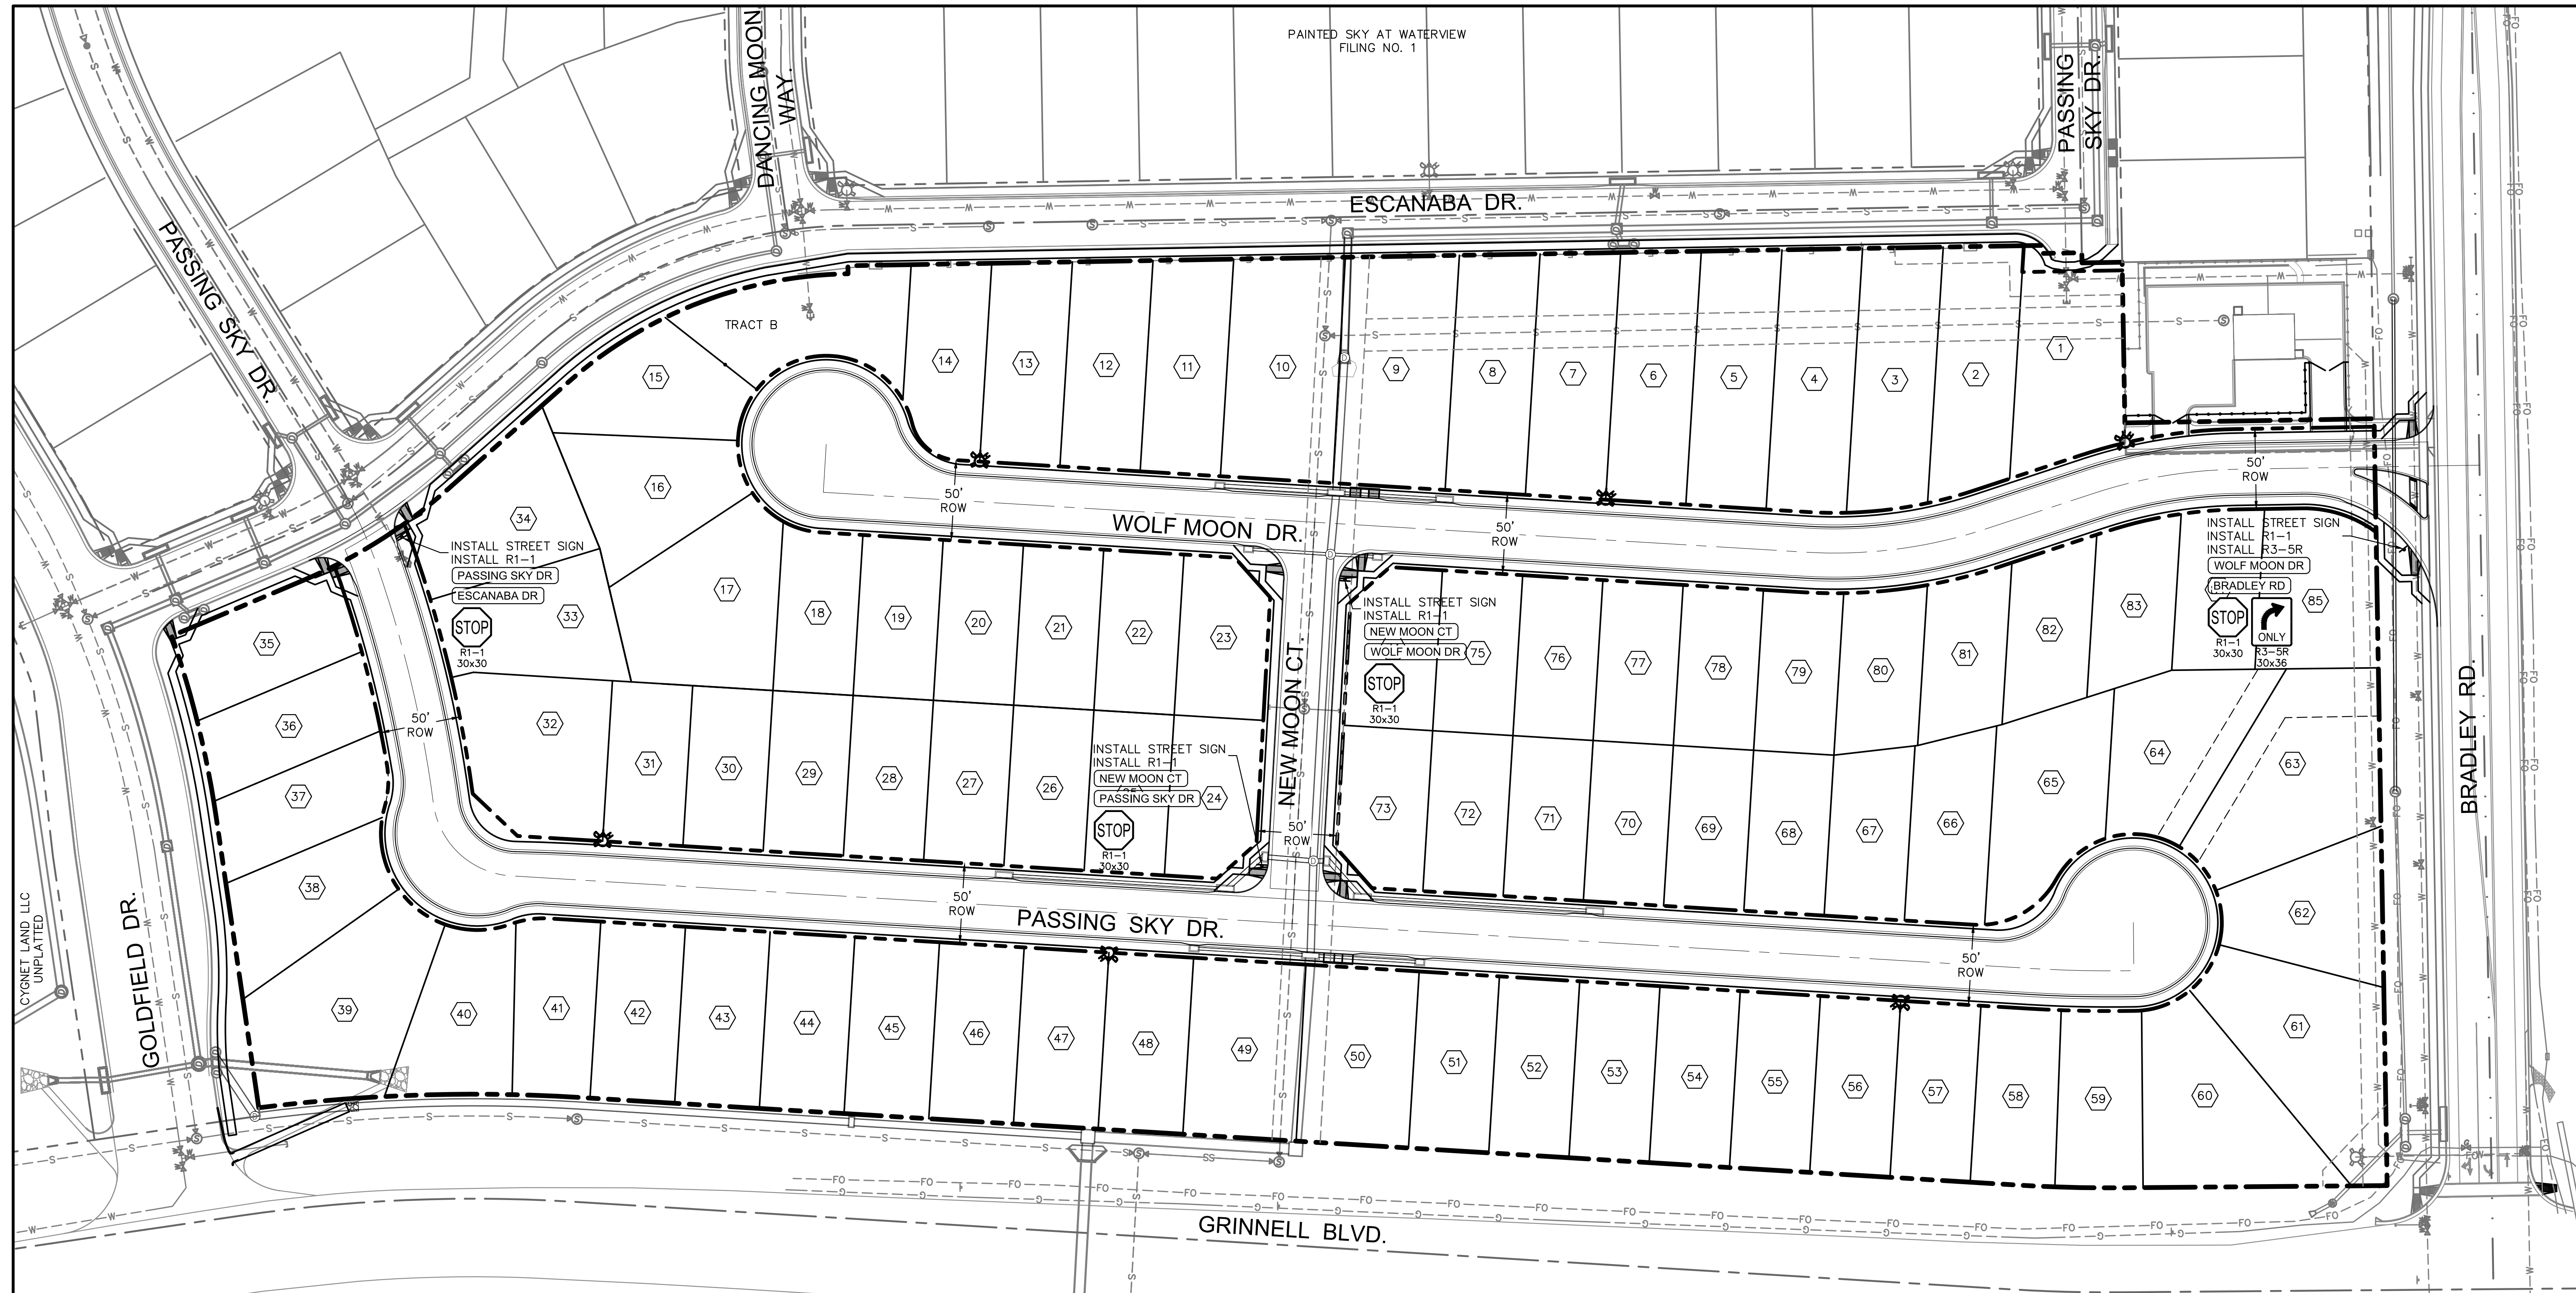 PAINTED SKY AT WATERVIEW
FILING NO. 1
DANCING MOON
WAY.
PASSING
SKY DR.
ESCANABA DR.
PASSING SKY DR.
TRACT B
14
13
12
11
10
9
8
7
6
5
4
3
2
1
15
16
34
50'
ROW
WOLF MOON DR.
50'
ROW
50'
ROW
INSTALL STREET SIGN
INSTALL R1-1
PASSING SKY DR
ESCANABA DR
STOP
R1-1
30x30
INSTALL STREET SIGN
INSTALL R1-1
INSTALL R3-5R
WOLF MOON DR
BRADLEY RD
STOP
R1-1
30x30
ONLY
R3-5R
30x36
INSTALL STREET SIGN
INSTALL R1-1
NEW MOON CT
WOLF MOON DR
STOP
R1-1
30x30
35
33
17
18
19
20
21
22
23
75
76
77
78
79
80
81
82
83
85
36
50'
ROW
32
31
30
29
28
27
26
24
NEW MOON CT.
INSTALL STREET SIGN
INSTALL R1-1
NEW MOON CT
PASSING SKY DR
STOP
R1-1
30x30
50'
ROW
73
72
71
70
69
68
67
66
65
64
63
BRADLEY RD.
37
38
62
50'
ROW
PASSING SKY DR.
50'
ROW
CYGNET LAND LLC
UNPLATTED
GOLDFIELD DR.
39
40
41
42
43
44
45
46
47
48
49
50
51
52
53
54
55
56
57
58
59
60
61
GRINNELL BLVD.